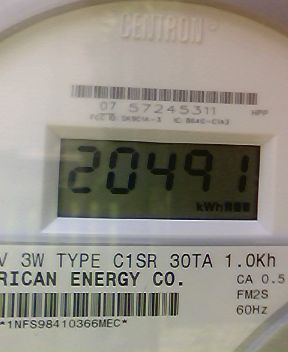 CENTRON
07 57245311 HPP
20491
kWh
V 3W TYPE C1SR 30TA 1.0Kh
RICAN ENERGY CO. CA 0.5
FM2S
*1NFS98410366MEC* 60Hz